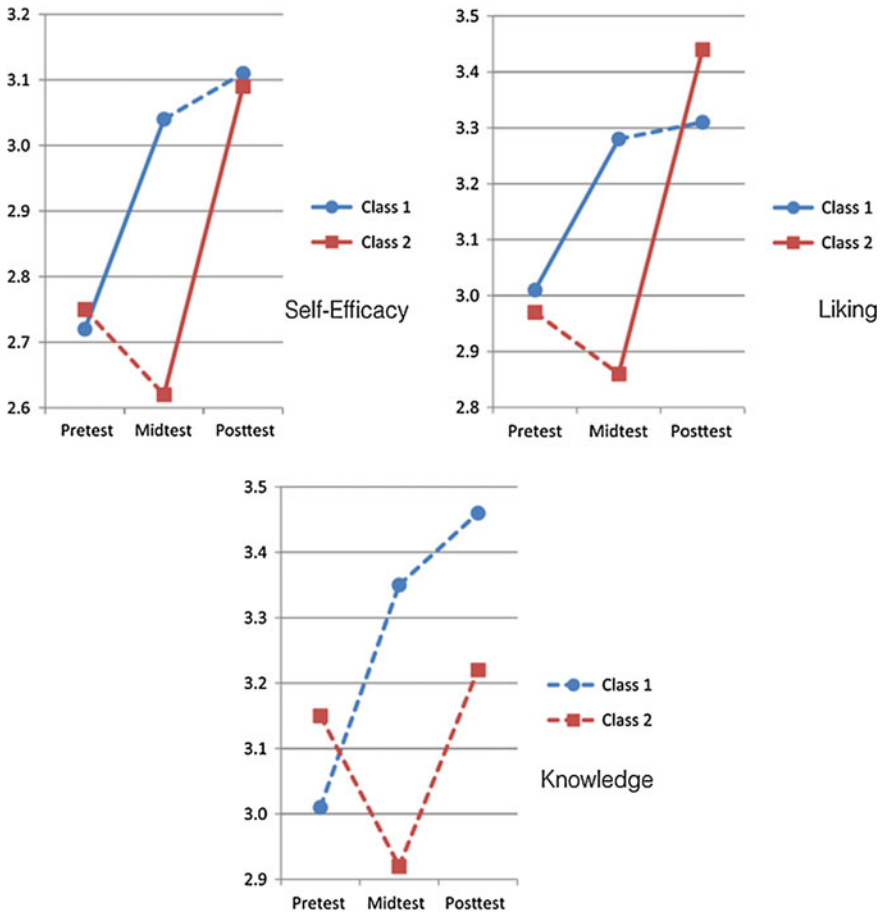 3.2
3.1
3.0
2.9
2.8
2.7
2.6
Pretest Midtest Posttest
Class 1
Class 2
Self-Efficacy
3.5
3.4
3.3
3.2
3.1
3.0
2.9
2.8
Pretest Midtest Posttest
Class 1
Class 2
Liking
3.5
3.4
3.3
3.2
3.1
3.0
2.9
Pretest Midtest Posttest
Class 1
Class 2
Knowledge